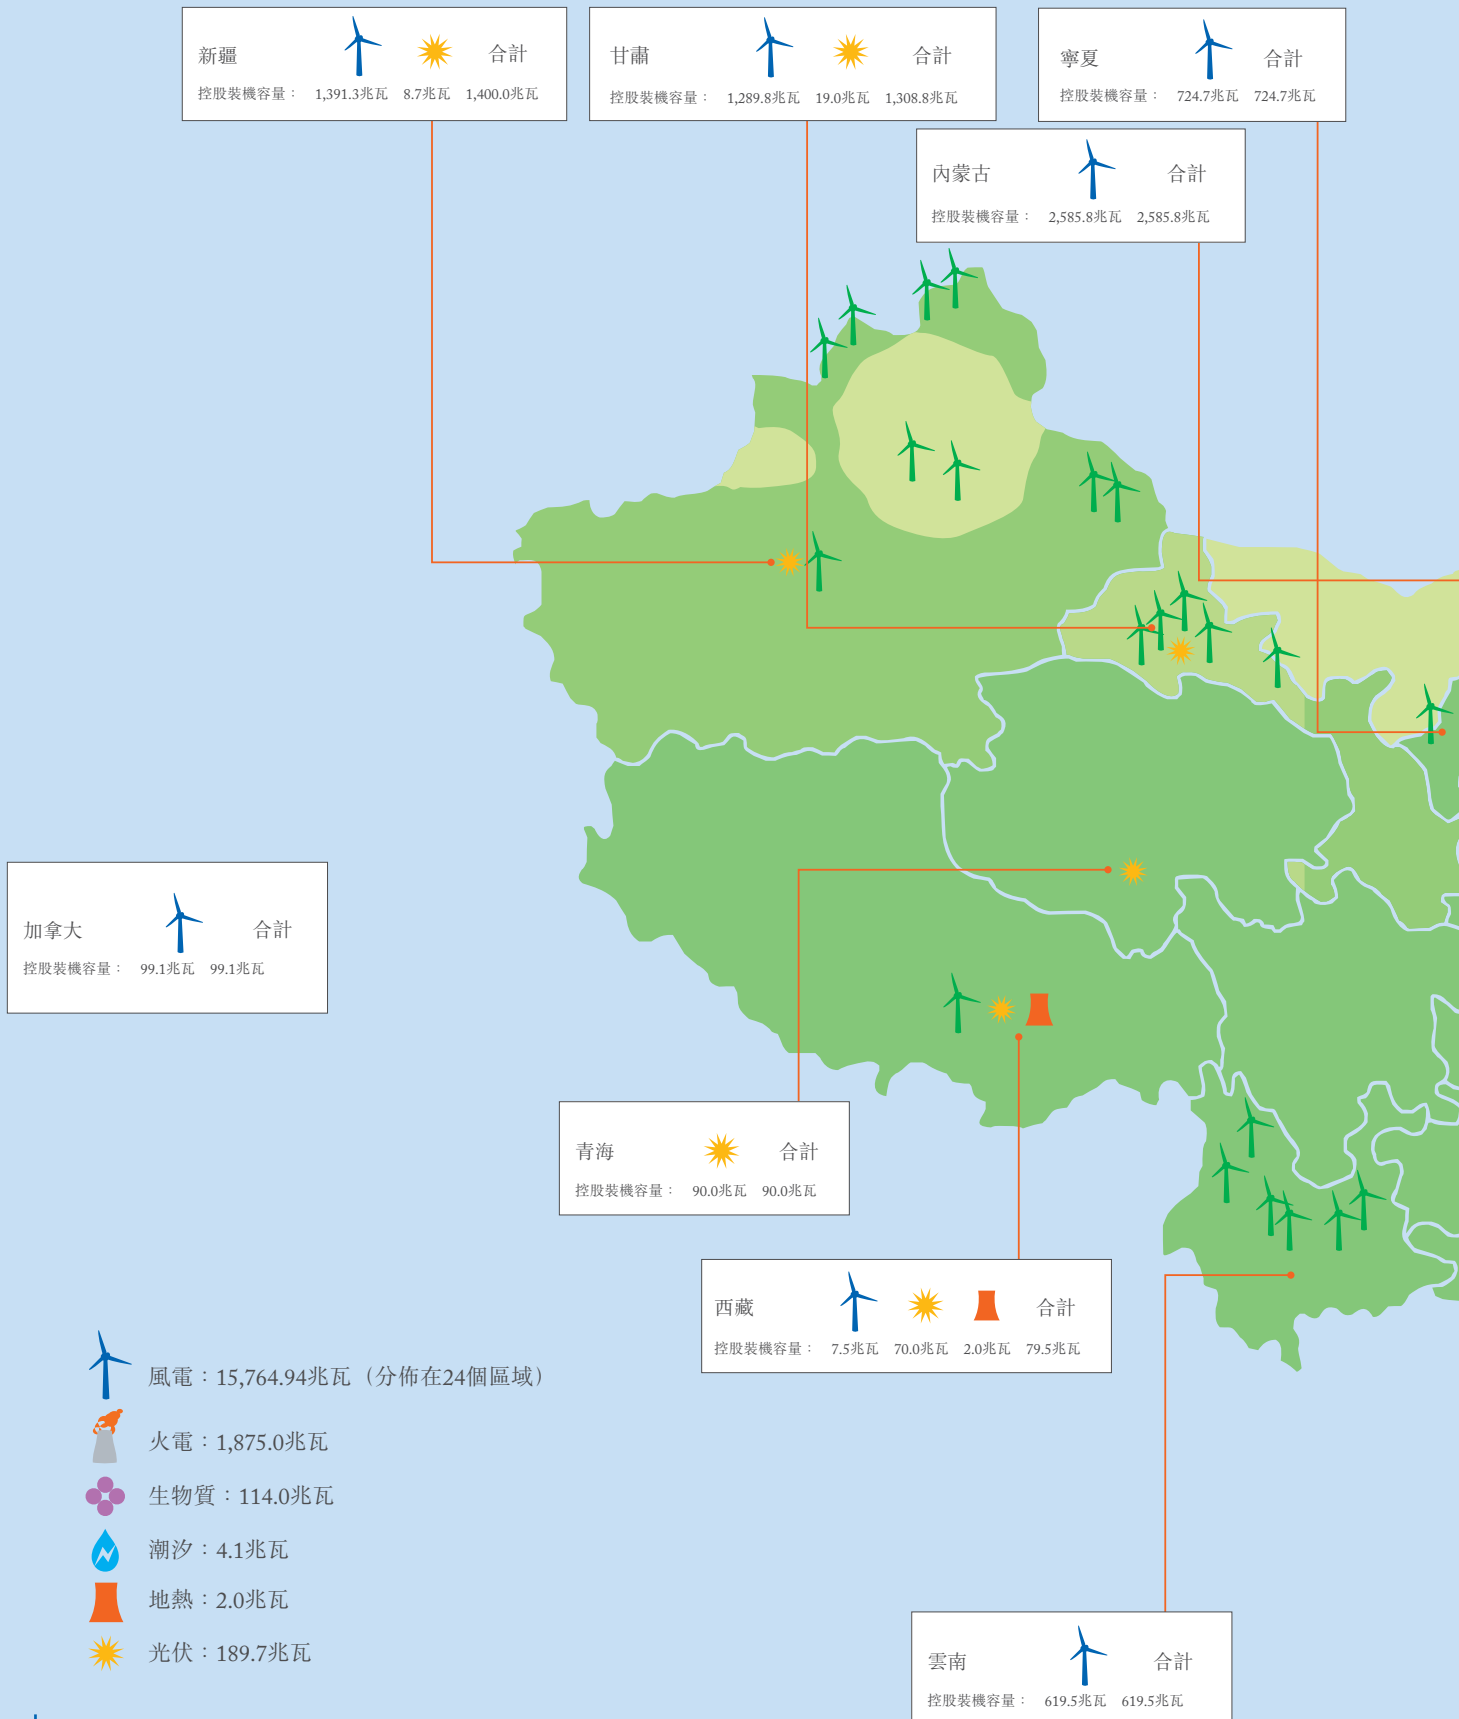 新疆 合計
控股裝機容量： 1,391.3兆瓦 8.7兆瓦 1,400.0兆瓦
甘肅 合計
控股裝機容量： 1,289.8兆瓦 19.0兆瓦 1,308.8兆瓦
寧夏 合計
控股裝機容量： 724.7兆瓦 724.7兆瓦
內蒙古 合計
控股裝機容量： 2,585.8兆瓦 2,585.8兆瓦
加拿大 合計
控股裝機容量： 99.1兆瓦 99.1兆瓦
青海 合計
控股裝機容量： 90.0兆瓦 90.0兆瓦
西藏 合計
控股裝機容量： 7.5兆瓦 70.0兆瓦 2.0兆瓦 79.5兆瓦
風電：15,764.94兆瓦（分佈在24個區域）
火電：1,875.0兆瓦
生物質：114.0兆瓦
潮汐：4.1兆瓦
地熱：2.0兆瓦
光伏：189.7兆瓦
雲南 合計
控股裝機容量： 619.5兆瓦 619.5兆瓦